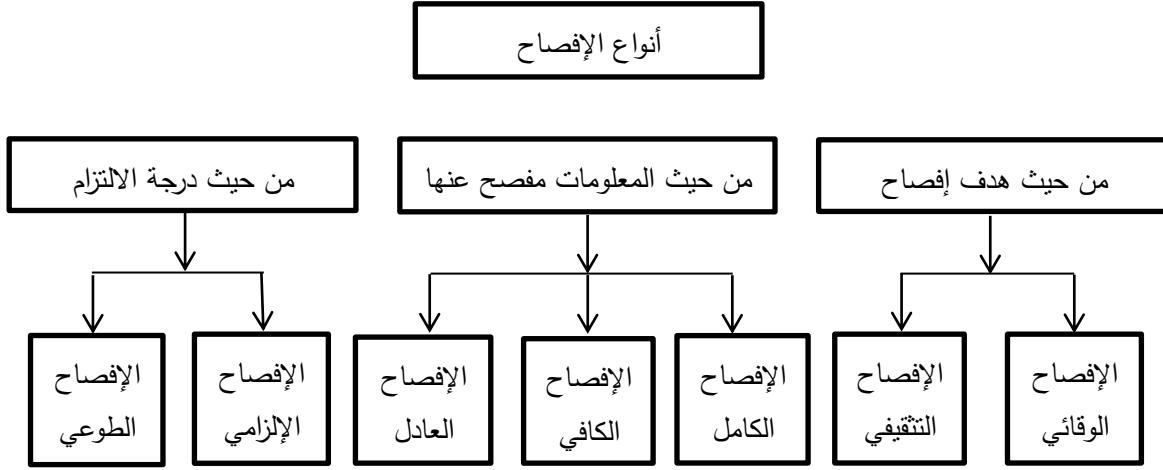 أنواع الإفصاح
من حيث هدف إفصاح
من حيث المعلومات مفصح عنها
من حيث درجة الالتزام
الإفصاح
الوقائي
الإفصاح
التثقيفي
الإفصاح
الكامل
الإفصاح
الكافي
الإفصاح
العادل
الإفصاح
الإلزامي
الإفصاح
الطوعي